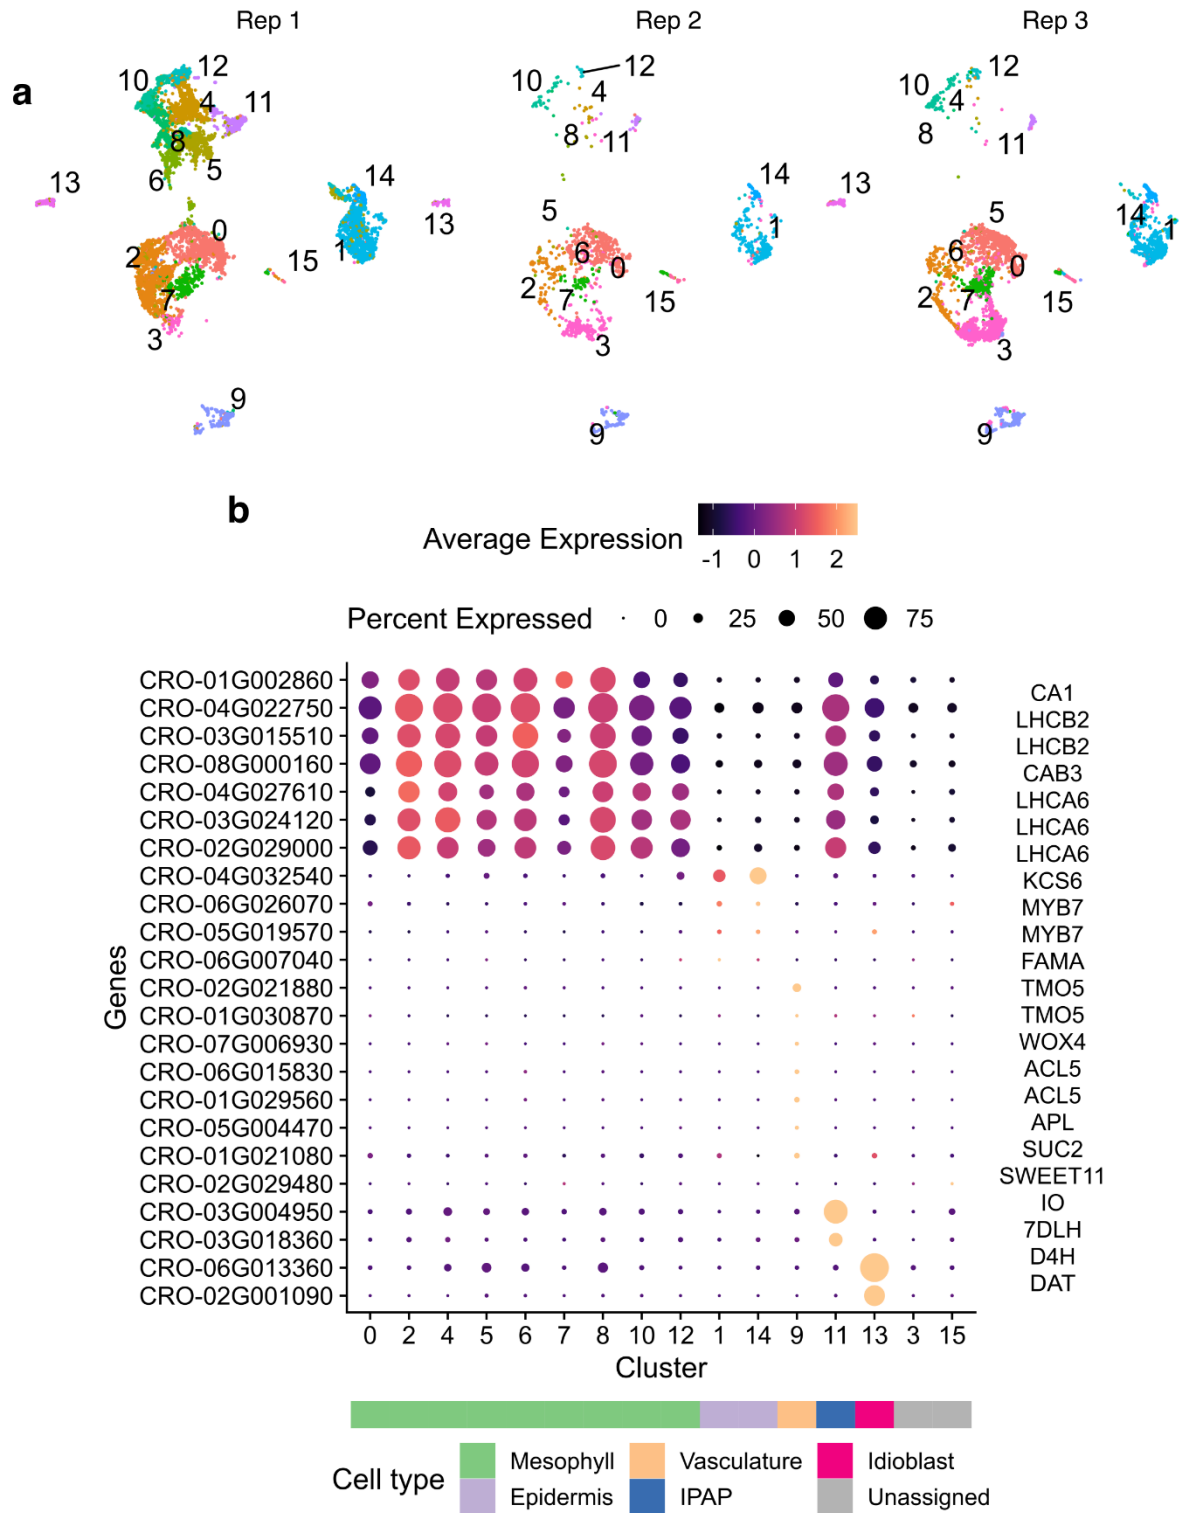 Rep 1 Rep 2 Rep 3
a
10 12 4 11 8 5 6 13 14 0 2 1 15 7 3 9
10 12 4 8 11 14 13 5 1 6 0 2 7 15 3 9
10 12 4 8 11 13 5 14 1 6 0 2 7 15 3 9
b
Average Expression
-1 0 1 2
Percent Expressed 0 25 50 75
Genes
CRO-01G002860 CA1
CRO-04G022750 LHCB2
CRO-03G015510 LHCB2
CRO-08G000160 CAB3
CRO-04G027610 LHCA6
CRO-03G024120 LHCA6
CRO-02G029000 LHCA6
CRO-04G032540 KCS6
CRO-06G026070 MYB7
CRO-05G019570 MYB7
CRO-06G007040 FAMA
CRO-02G021880 TMO5
CRO-01G030870 TMO5
CRO-07G006930 WOX4
CRO-06G015830 ACL5
CRO-01G029560 ACL5
CRO-05G004470 APL
CRO-01G021080 SUC2
CRO-02G029480 SWEET11
CRO-03G004950 IO
CRO-03G018360 7DLH
CRO-06G013360 D4H
CRO-02G001090 DAT
0 2 4 5 6 7 8 10 12 1 14 9 11 13 3 15
Cluster
Cell type
Mesophyll Vasculature Idioblast
Epidermis IPAP Unassigned